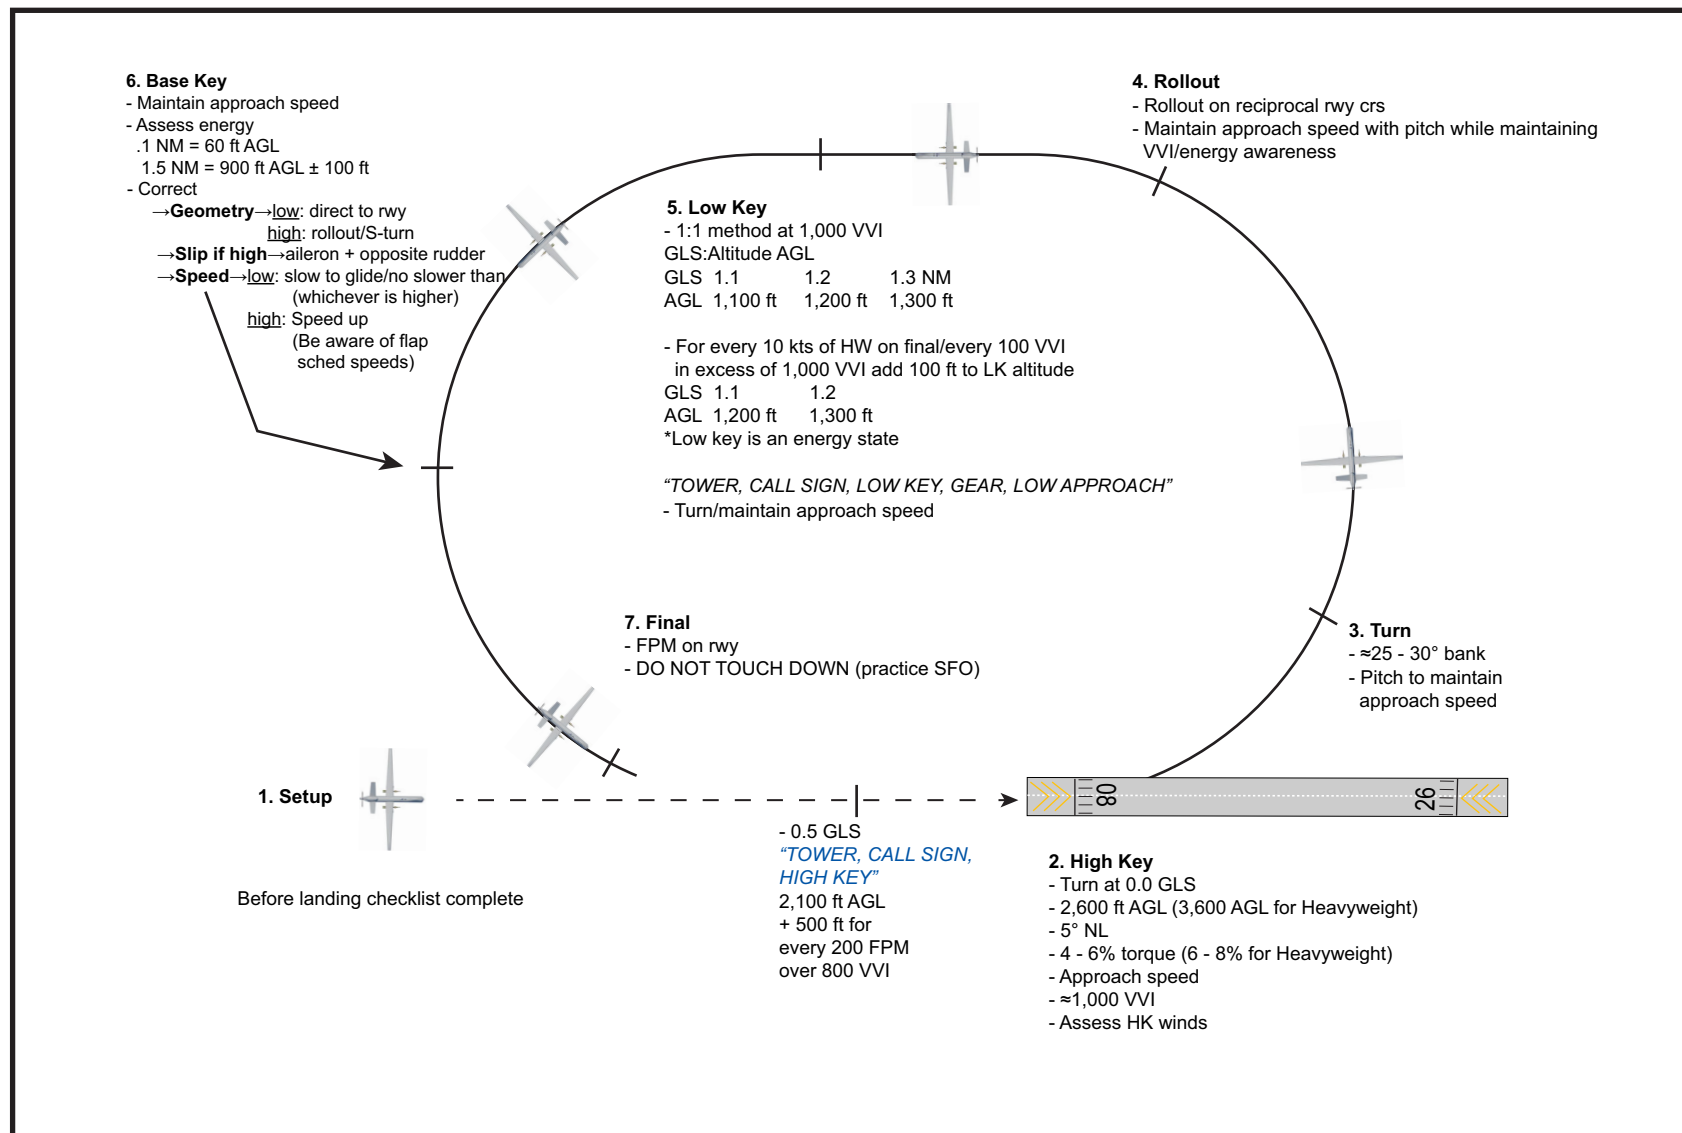 6. Base Key
- Maintain approach speed
- Assess energy
.1 NM = 60 ft AGL
1.5 NM = 900 ft AGL ± 100 ft
- Correct
→Geometry→low: direct to rwy
high: rollout/S-turn
→Slip if high→aileron + opposite rudder
→Speed→low: slow to glide/no slower than
(whichever is higher)
high: Speed up
(Be aware of flap
sched speeds)
4. Rollout
- Rollout on reciprocal rwy crs
- Maintain approach speed with pitch while maintaining
VVI/energy awareness
5. Low Key
- 1:1 method at 1,000 VVI
GLS:Altitude AGL
GLS 1.1 1.2 1.3 NM
AGL 1,100 ft 1,200 ft 1,300 ft
- For every 10 kts of HW on final/every 100 VVI
in excess of 1,000 VVI add 100 ft to LK altitude
GLS 1.1 1.2
AGL 1,200 ft 1,300 ft
*Low key is an energy state
“TOWER, CALL SIGN, LOW KEY, GEAR, LOW APPROACH”
- Turn/maintain approach speed
7. Final
- FPM on rwy
- DO NOT TOUCH DOWN (practice SFO)
3. Turn
- ≈25 - 30° bank
- Pitch to maintain
approach speed
1. Setup
08
26
- 0.5 GLS
“TOWER, CALL SIGN,
HIGH KEY”
2,100 ft AGL
+ 500 ft for
every 200 FPM
over 800 VVI
Before landing checklist complete
2. High Key
- Turn at 0.0 GLS
- 2,600 ft AGL (3,600 AGL for Heavyweight)
- 5° NL
- 4 - 6% torque (6 - 8% for Heavyweight)
- Approach speed
- ≈1,000 VVI
- Assess HK winds